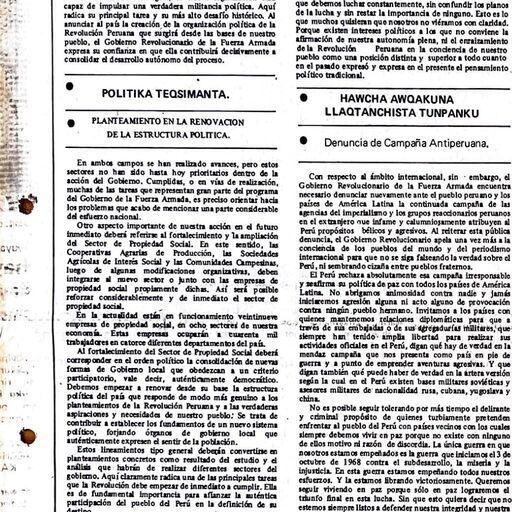 capaz de impulsar una verdadera militancia política. Aquí
radica su principal tarea y su más alto desafío histórico. Al
anunciar al país la creación de la organización política de la
Revolución Peruana que surgirá desde las bases de nuestro
pueblo, el Gobierno Revolucionario de la Fuerza Armada
expresa su confianza en que ella contribuirá decisivamente a
consolidar el desarrollo autónomo del proceso.
POLITIKA TEQSIMANTA.
PLANTEAMIENTO EN LA RENOVACION
DE LA ESTRUCTURA POLITICA.
En ambos campos se han realizado avances, pero estos
sectores no han sido hasta hoy prioritarios dentro de la
acción del Gobierno. Cumplidas, o en vías de realización,
muchas de las tareas que representan gran parte del programa
del Gobierno de la Fuerza Armada, es preciso orientar hacia
los problemas que acabo de mencionar una parte considerable
del esfuerzo nacional.
Otro aspecto importante de nuestra acción en el futuro
inmediato deberá referirse al fortalecimiento y la ampliación
del Sector de Propiedad Social. En este sentido, las
Cooperativas Agrarias de Producción, las Sociedades
Agrícolas de Interés Social y las Comunidades Campesinas,
luego de algunas modificaciones organizativas, deben
integrarse al nuevo sector o junto con las empresas de
propiedad social propiamente dichas. Así será posible
reforzar considerablemente y de inmediato el sector de
propiedad social.
En la actualidad están en funcionamiento veintinueve
empresas de propiedad social, en ocho sectores de nuestra
economía. Estas empresas ocuparán a cuarenta mil
trabajadores en catorce diferentes departamentos del país.
Al fortalecimiento del Sector de Propiedad Social deberá
corresponder en el orden político la consolidación de nuevas
formas de Gobierno local que obedezcan a un criterio
participatorio, vale decir, auténticamente democrático.
Debemos empezar a renovar desde su base la estructura
política del país que responde de modo más genuino a los
planteamientos de la Revolución Peruana y a las verdaderas
aspiraciones y necesidades de nuestro pueblo; Se trata de
contribuir a establecer los fundamentos de un nuevo sistema
político, forjando órganos de gobierno local que
auténticamente expresen el sentir de la población.
Estos lineamientos tipo general deberán convertirse en
planteamientos concretos como resultado del estudio y el
análisis que habrán de realizar diferentes sectores del
gobierno. Aquí claramente radica una de las principales tareas
que la Revolución debe empezar de inmediato a cumplir. Ella
es de fundamental importancia para afianzar la auténtica
participación del pueblo del Perú en la definición de su
destino.
que debemos luchar constantemente, sin confundir los planos
de la lucha y sin restar la importancia de ninguno. Esto es lo
que muchos quisieran que nosotros no viéramos con claridad.
Porque existen intereses políticos a los que no conviene la
afirmación de nuestra autonomía plena, ni el enraizamiento
de la Revolución Peruana en la conciencia de nuestro
pueblo como una posición distinta y superior a todo cuanto
en el pasado expresó y expresa en el presente el pensamiento
político tradicional.
HAWCHA AWQAKUNA
LLAQTANCHISTA TUNPANKU
Denuncia de Campaña Antiperuana.
Con respecto al ámbito internacional, sin embargo, el
Gobierno Revolucionario de la Fuerza Armada encuentra
necesario denunciar nuevamente ante el pueblo peruano y los
países de América Latina la continuada campaña de las
agencias del imperialismo y los grupos reaccionarios peruanos
en el extranjero que infame y calumniosamente atribuyen al
Perú propósitos bélicos y agresivos. Al reiterar esta pública
denuncia, el Gobierno Revolucionario apela una vez más a la
conciencia de los pueblos del mundo y del periodismo
internacional para que no se siga falseando la verdad sobre el
Perú, ni sembrando cizaña entre pueblos fraternos.
El Perú rechaza absolutamente esa campaña irresponsable
y reafirma su política de paz con todos los países de América
Latina. No abrigamos animosidad contra nadie y jamás
iniciaremos agresión alguna ni acto alguno de provocación
contra ningún pueblo hermano. Invitamos a los países con
quienes mantenemos relaciones diplomáticas para que a
través de sus embajadas o de sus agregadurías militares, que
siempre han tenido amplia libertad para realizar sus
actividades oficiales en el Perú, digan qué hay de verdad en la
mendaz campaña que nos presenta como país en pie de
guerra y a punto de emprender aventuras agresivas. Y que
digan también qué puede haber de verdad en la artera versión
según la cual en el Perú existen bases militares soviéticas y
asesores militares de nacionalidad rusa, cubana, yugoslava y
china.
No es posible seguir tolerando por más tiempo el delirante
y criminal propósito de quienes turbiamente pretenden
enfrentar al pueblo del Perú con países vecinos con los cuales
siempre debemos vivir en paz porque no existe con ninguno
de ellos motivo ni razón de discordia. La única guerra en que
nosotros estamos empeñados es la guerra que iniciamos el 3 de
octubre de 1968 contra el subdesarrollo, la miseria y la
injusticia. En esta guerra estamos empeñando todos nuestros
esfuerzos. Y la estamos librando victoriosamente. Queremos
seguir viviendo en paz porque sólo en paz lograremos el
triunfo final en esta lucha. Sin que esto quiera decir que no
estemos siempre listos a defender nuestra integridad y nuestra